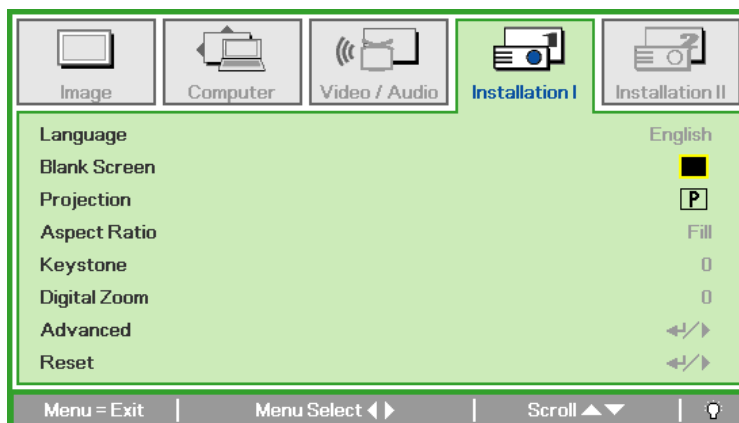 Image Computer Video / Audio Installation I Installation II
Language English
Blank Screen
Projection P
Aspect Ratio Fill
Keystone 0
Digital Zoom 0
Advanced
Reset
Menu = Exit Menu Select Scroll